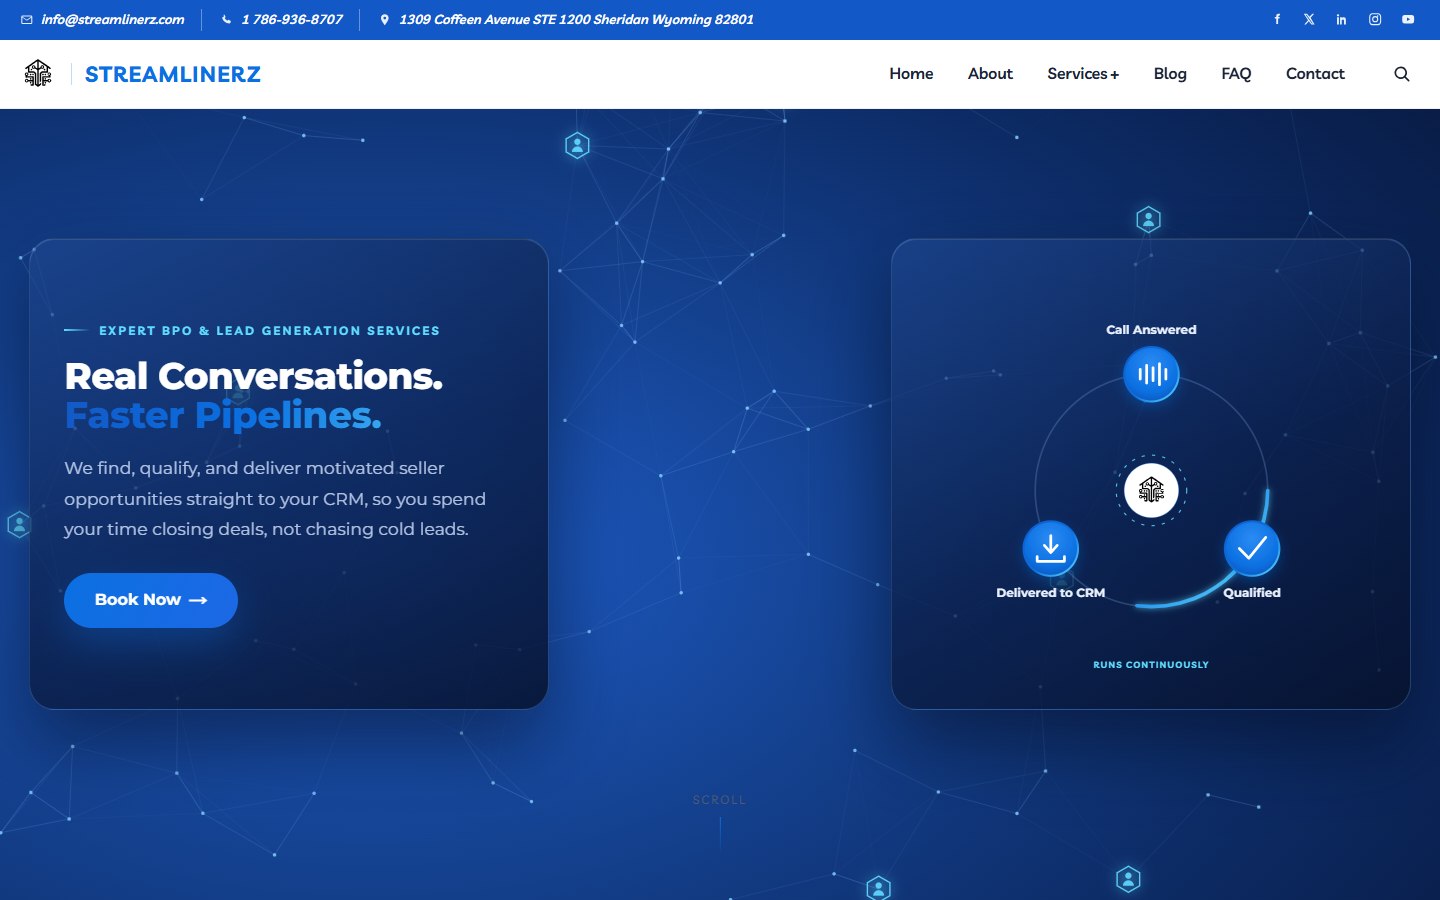 info@streamlinerz.com
1 786-936-8707
1309 Coffeen Avenue STE 1200 Sheridan Wyoming 82801
STREAMLINERZ
Home
About
Services +
Blog
FAQ
Contact
EXPERT BPO & LEAD GENERATION SERVICES
Real Conversations.
Faster Pipelines.
We find, qualify, and deliver motivated seller
opportunities straight to your CRM, so you spend
your time closing deals, not chasing cold leads.
Book Now →
Call Answered
Delivered to CRM
Qualified
RUNS CONTINUOUSLY
SCROLL